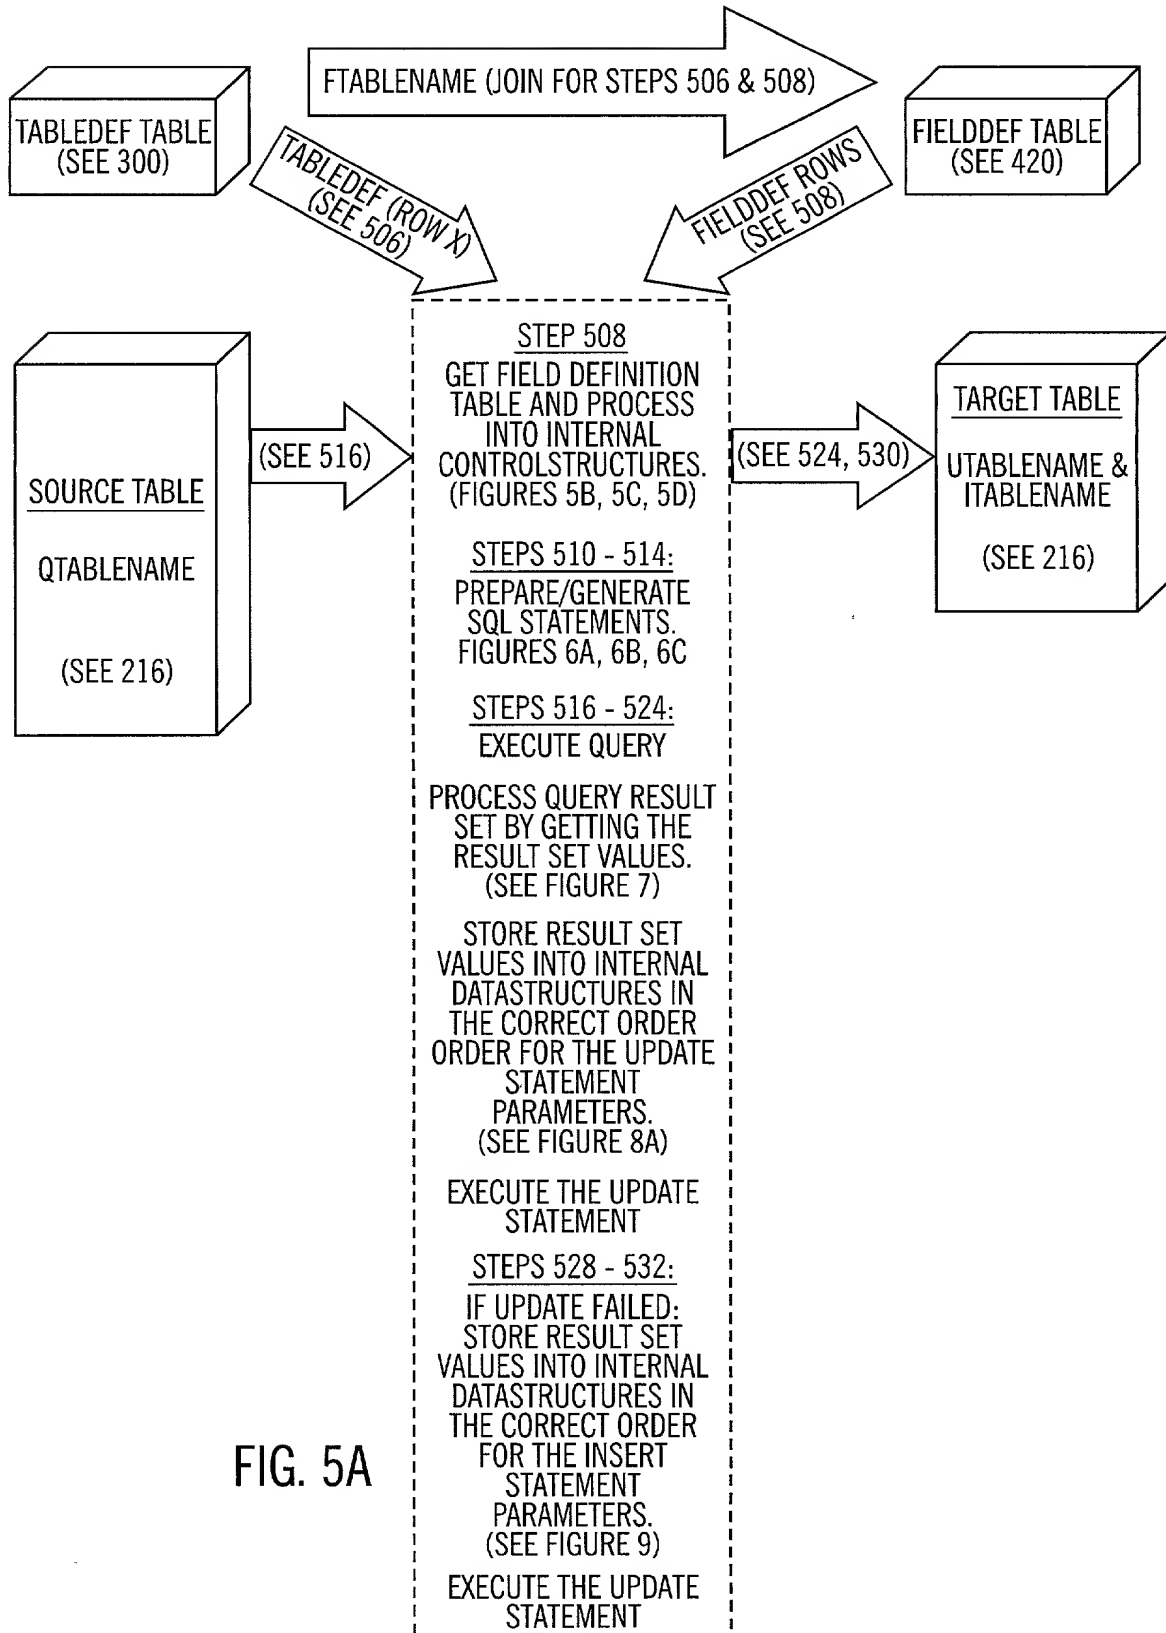 FTABLENAME (JOIN FOR STEPS 506 & 508)
TABLEDEF TABLE
(SEE 300)
FIELDDEF TABLE
(SEE 420)
TABLEDEF (ROW X)
(SEE 506)
FIELDDEF ROWS
(SEE 508)
SOURCE TABLE
QTABLENAME
(SEE 216)
(SEE 516)
STEP 508
GET FIELD DEFINITION
TABLE AND PROCESS
INTO INTERNAL
CONTROLSTRUCTURES.
(FIGURES 5B, 5C, 5D)
STEPS 510 - 514:
PREPARE/GENERATE
SQL STATEMENTS.
FIGURES 6A, 6B, 6C
STEPS 516 - 524:
EXECUTE QUERY
PROCESS QUERY RESULT
SET BY GETTING THE
RESULT SET VALUES.
(SEE FIGURE 7)
STORE RESULT SET
VALUES INTO INTERNAL
DATASTRUCTURES IN
THE CORRECT ORDER
ORDER FOR THE UPDATE
STATEMENT
PARAMETERS.
(SEE FIGURE 8A)
EXECUTE THE UPDATE
STATEMENT
STEPS 528 - 532:
IF UPDATE FAILED:
STORE RESULT SET
VALUES INTO INTERNAL
DATASTRUCTURES IN
THE CORRECT ORDER
FOR THE INSERT
STATEMENT
PARAMETERS.
(SEE FIGURE 9)
EXECUTE THE UPDATE
STATEMENT
(SEE 524, 530)
TARGET TABLE
UTABLENAME &
ITABLENAME
(SEE 216)
FIG. 5A